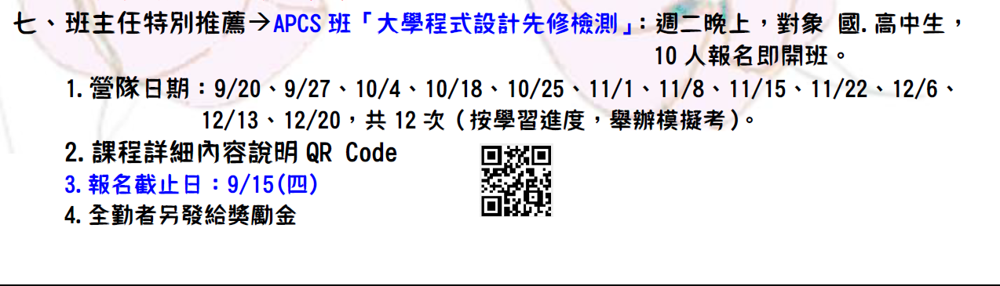 七、班主任特別推薦→APCS 班「大學程式設計先修檢測」：週二晚上，對象 國.高中生，
10 人報名即開班。
1. 營隊日期：9/20、9/27、10/4、10/18、10/25、11/1、11/8、11/15、11/22、12/6、
12/13、12/20，共 12 次（按學習進度，舉辦模擬考)。
2. 課程詳細內容說明 QR Code
3. 報名截止日：9/15(四)
4. 全勤者另發給獎勵金